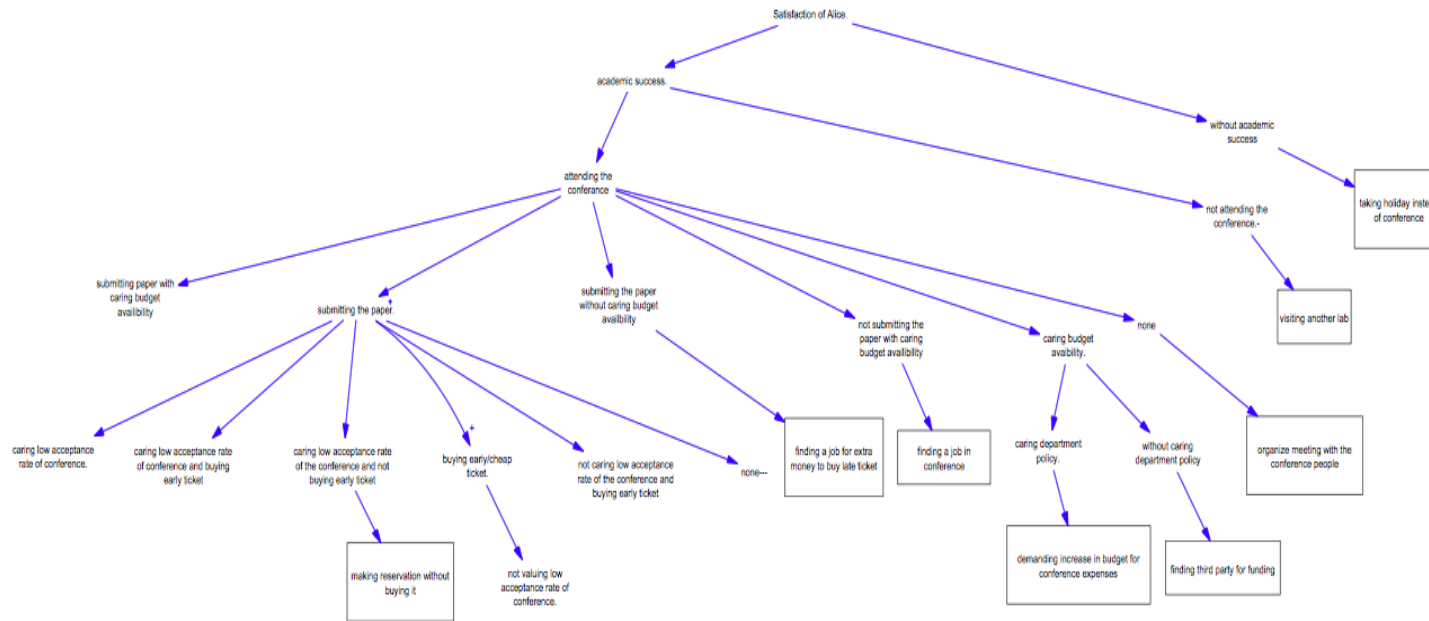 Satisfaction of Alice.
academic success.
without academic
success
attending the
conferance
taking holiday inste
of conference
not attending the
conference.-
submitting paper with
caring budget
availibility
submitting the paper.
+
submitting the paper
without caring budget
availbility
not submitting the
paper with caring
budget availibility
caring budget
avaibility.
none
visiting another lab
caring low acceptance
rate of conference.
caring low acceptance rate
of conference and buying
early ticket
caring low acceptance rate
of the conference and not
buying early ticket
+
buying early/cheap
ticket.
not caring low acceptance
rate of the conference and
buying early ticket
none---
finding a job for extra
money to buy late ticket
finding a job in
conference
caring department
policy.
without caring
department policy
organize meeting with the
conference people
making reservation without
buying it
not valuing low
acceptance rate of
conference.
demanding increase in budget for
conference expenses
finding third party for funding